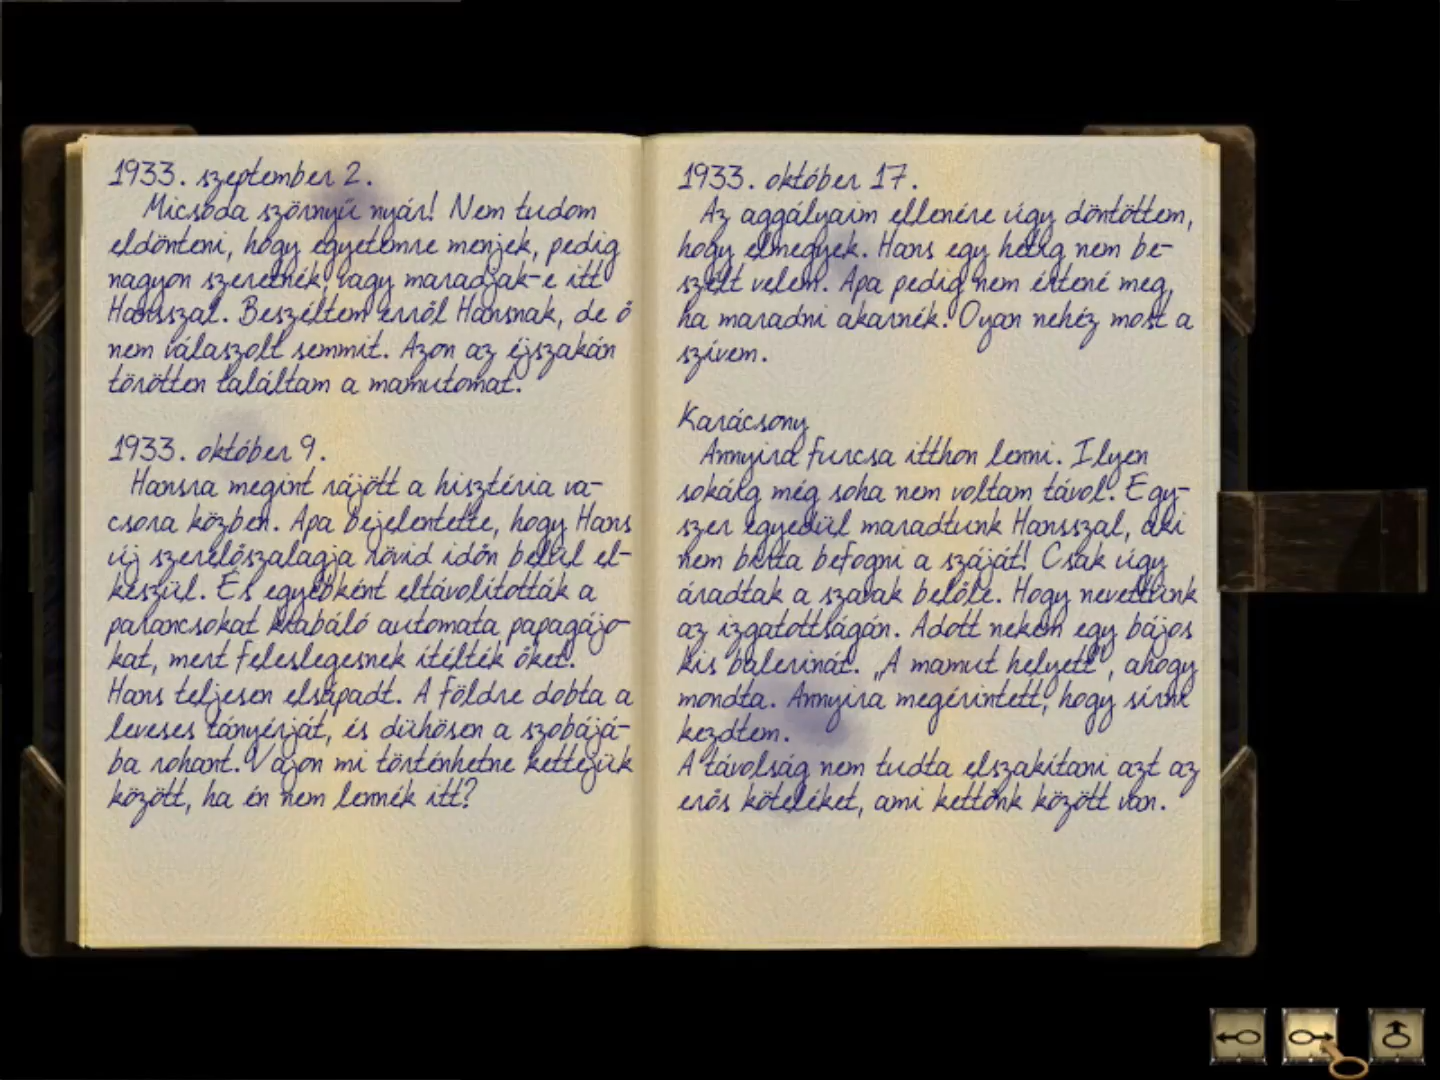 1933. szeptember 2.
Micsoda szörnyű nyár! Nem tudom
eldönteni, hogy egyetemre menjek, pedig
nagyon szeretnék, vagy maradjak-e itt
Hansszal. Beszéltem erről Hansnak, de ő
nem válaszolt semmit. Azon az éjszakán
törötten találtam a mamutomat.
1933. október 9.
Hansra megint rájött a hisztéria va-
csora közben. Apa bejelentette, hogy Hans
új szerelőszalagja rövid időn belül el-
készül. És egyébként eltávolították a
parancsokat kiabáló automata papagájo-
kat, mert feleslegesnek ítélték őket.
Hans teljesen elsápadt. A földre dobta a
leveses tányérját, és dühösen a szobájá-
ba rohant. Vajon mi történhetne kettejük
között, ha én nem lennék itt?
1933. október 17.
Az aggályaim ellenére úgy döntöttem,
hogy elmegyek. Hans egy hétig nem be-
szélt velem. Apa pedig nem értené meg,
ha maradni akarnék. Oyan nehéz most a
szívem.
Karácsony
Annyira furcsa itthon lenni. Ilyen
sokáig még soha nem voltam távol. Egy-
szer egyedül maradtunk Hansszal, aki
nem bírta befogni a száját! Csak úgy
áradtak a szavak belőle. Hogy nevettünk
az izgatottságán. Adott nekem egy bájos
kis balerinát. „A mamut helyett", ahogy
mondta. Annyira megérintett, hogy sírni
kezdtem.
A távolság nem tudta elszakítani azt az
erős köteléket, ami kettőnk között van.